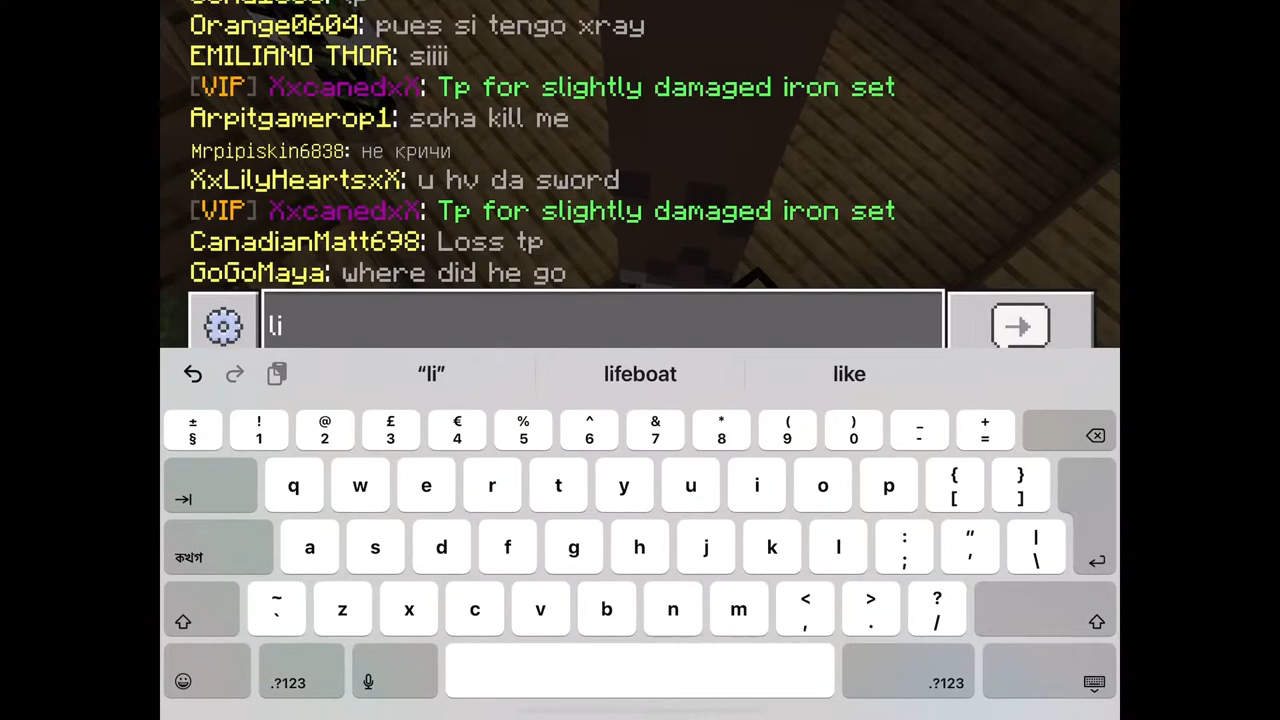 Orange0604: pues si tengo xray
EMILIANO THOR: siiii
[VIP] XxcanedxX: Tp for slightly damaged iron set
Arpitgamerop1: soha kill me
Mrpipiskin6838: не кричи
XxLilyHeartsxX: u hv da sword
[VIP] XxcanedxX: Tp for slightly damaged iron set
CanadianMatt698: Loss tp
GoGoMaya: where did he go
li
“li” lifeboat like
± ! @ £ € % ^ & * ( ) _ +
§ 1 2 3 4 5 6 7 8 9 0 - =
q w e r t y u i o p { }
[ ]
কখগ a s d f g h j k l : " |
; ' \
~ z x c v b n m < > ?
` , . /
.?123 .?123